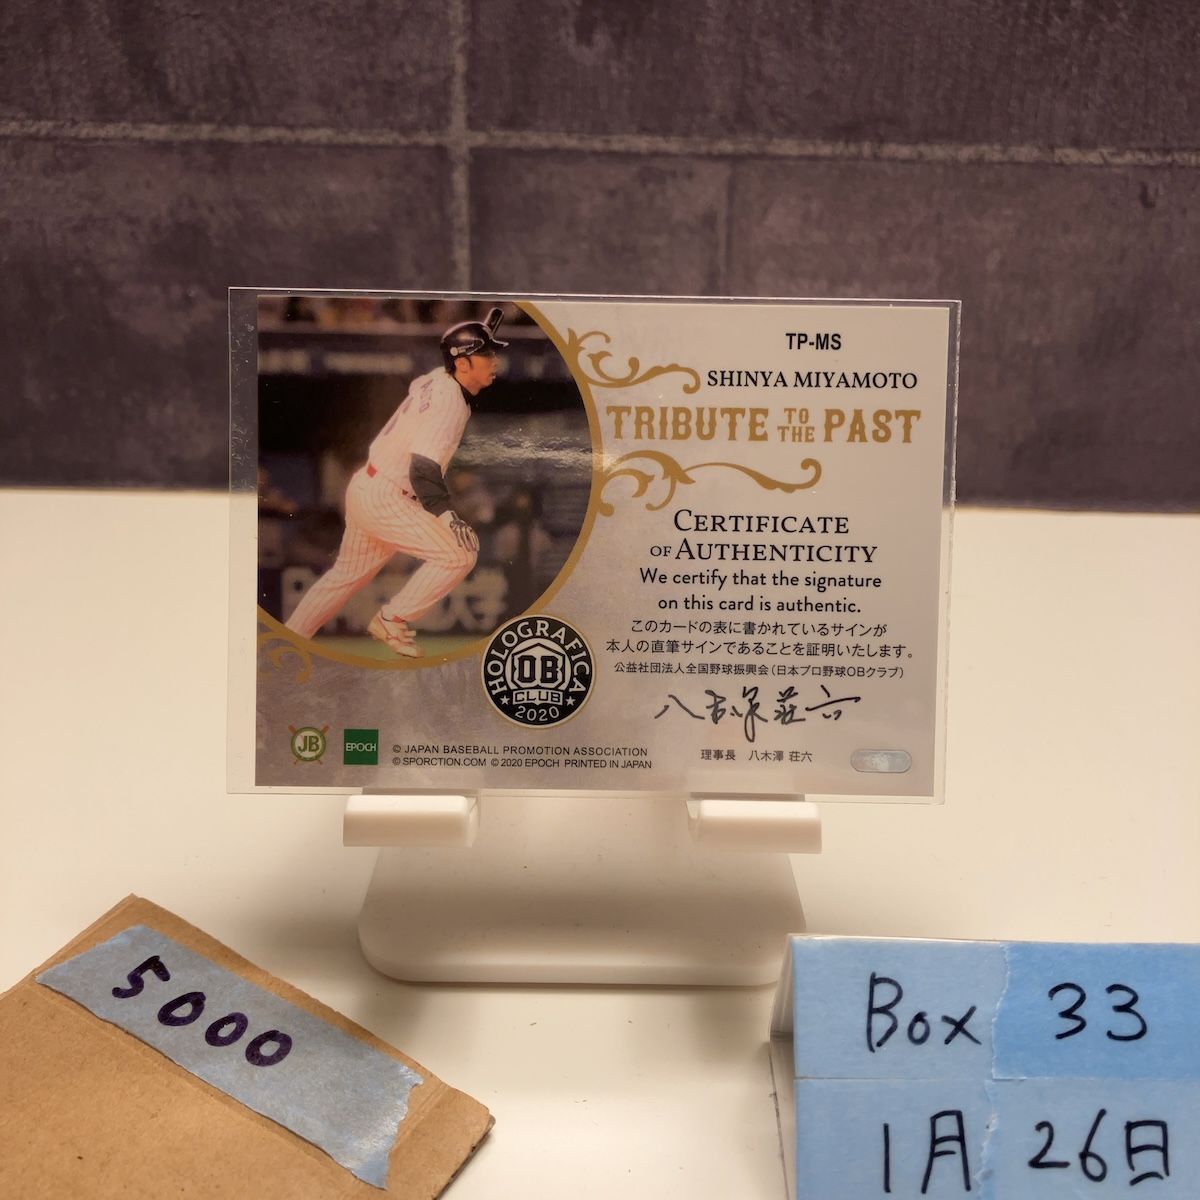 TP-MS
SHINYA MIYAMOTO
TRIBUTE TO THE PAST
CERTIFICATE
OF AUTHENTICITY
We certify that the signature
on this card is authentic.
このカードの表に書かれているサインが
本人の直筆サインであることを証明いたします。
公益社団法人全国野球振興会(日本プロ野球OBクラブ)
八木澤荘六
理事長 八木澤 荘六
HOLOGRAFICA
OB
CLUB
2020
JB
EPOCH
© JAPAN BASEBALL PROMOTION ASSOCIATION
© SPORCTION.COM © 2020 EPOCH PRINTED IN JAPAN
5000
Box 33
1月 26日